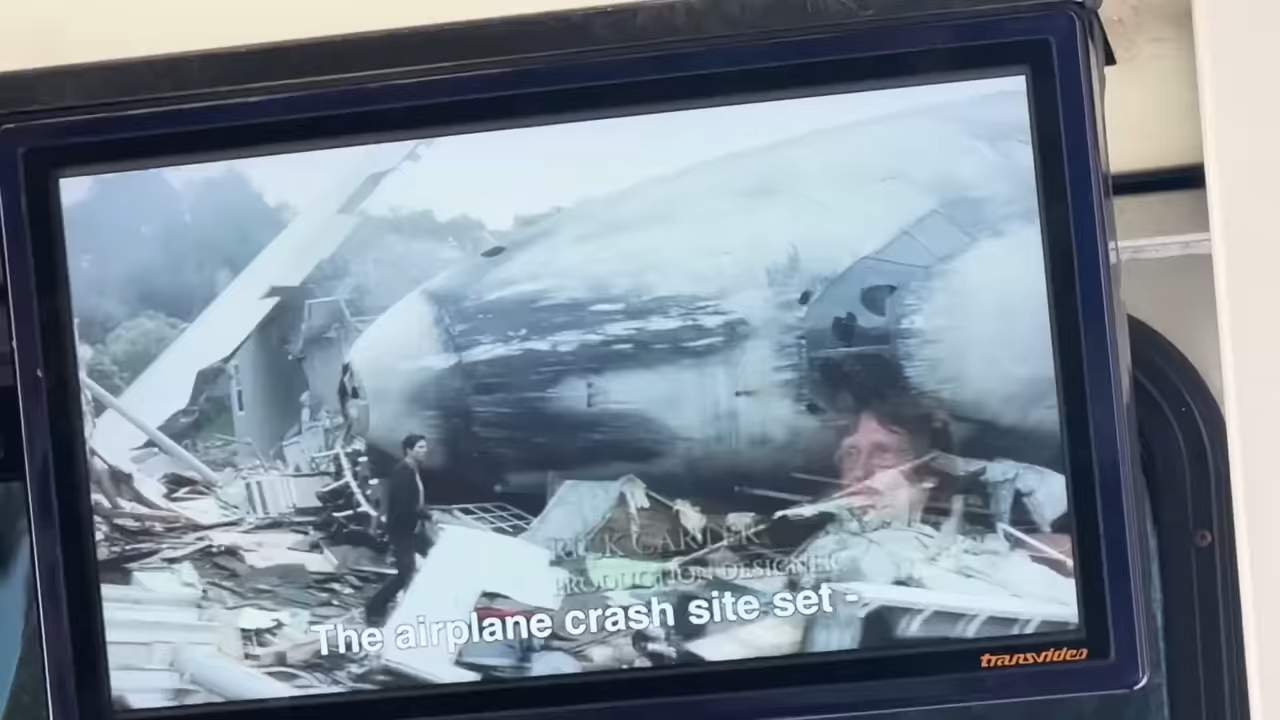 RICK CARTER
PRODUCTION DESIGNER
The airplane crash site set -
transvideo